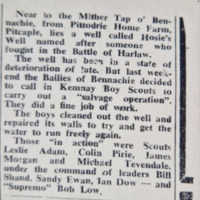 Near to the Mither Tap o' Ben-
nachie, from Pittodrie Home Farm,
Pitcaple, lies a well called Hosie's
Well named after someone who
fought in the Battle of Harlaw.
The well has been in a state of
deterioration of late. But last week-
end the Bailies of Bennachie decided
to call in Kemnay Boy Scouts to
carry out a "salvage operation".
They did a fine job of work.
The boys cleaned out the well and
repaired its walls to try and get the
water to run freely again.
Those "in action" were Scouts
Leslie Adam, Colin Pirie, James
Morgan and Michael Tevendale,
under the command of leaders Bill
Shand, Sandy Ewan, Ian Dow — and
"Supremo" Bob Low.